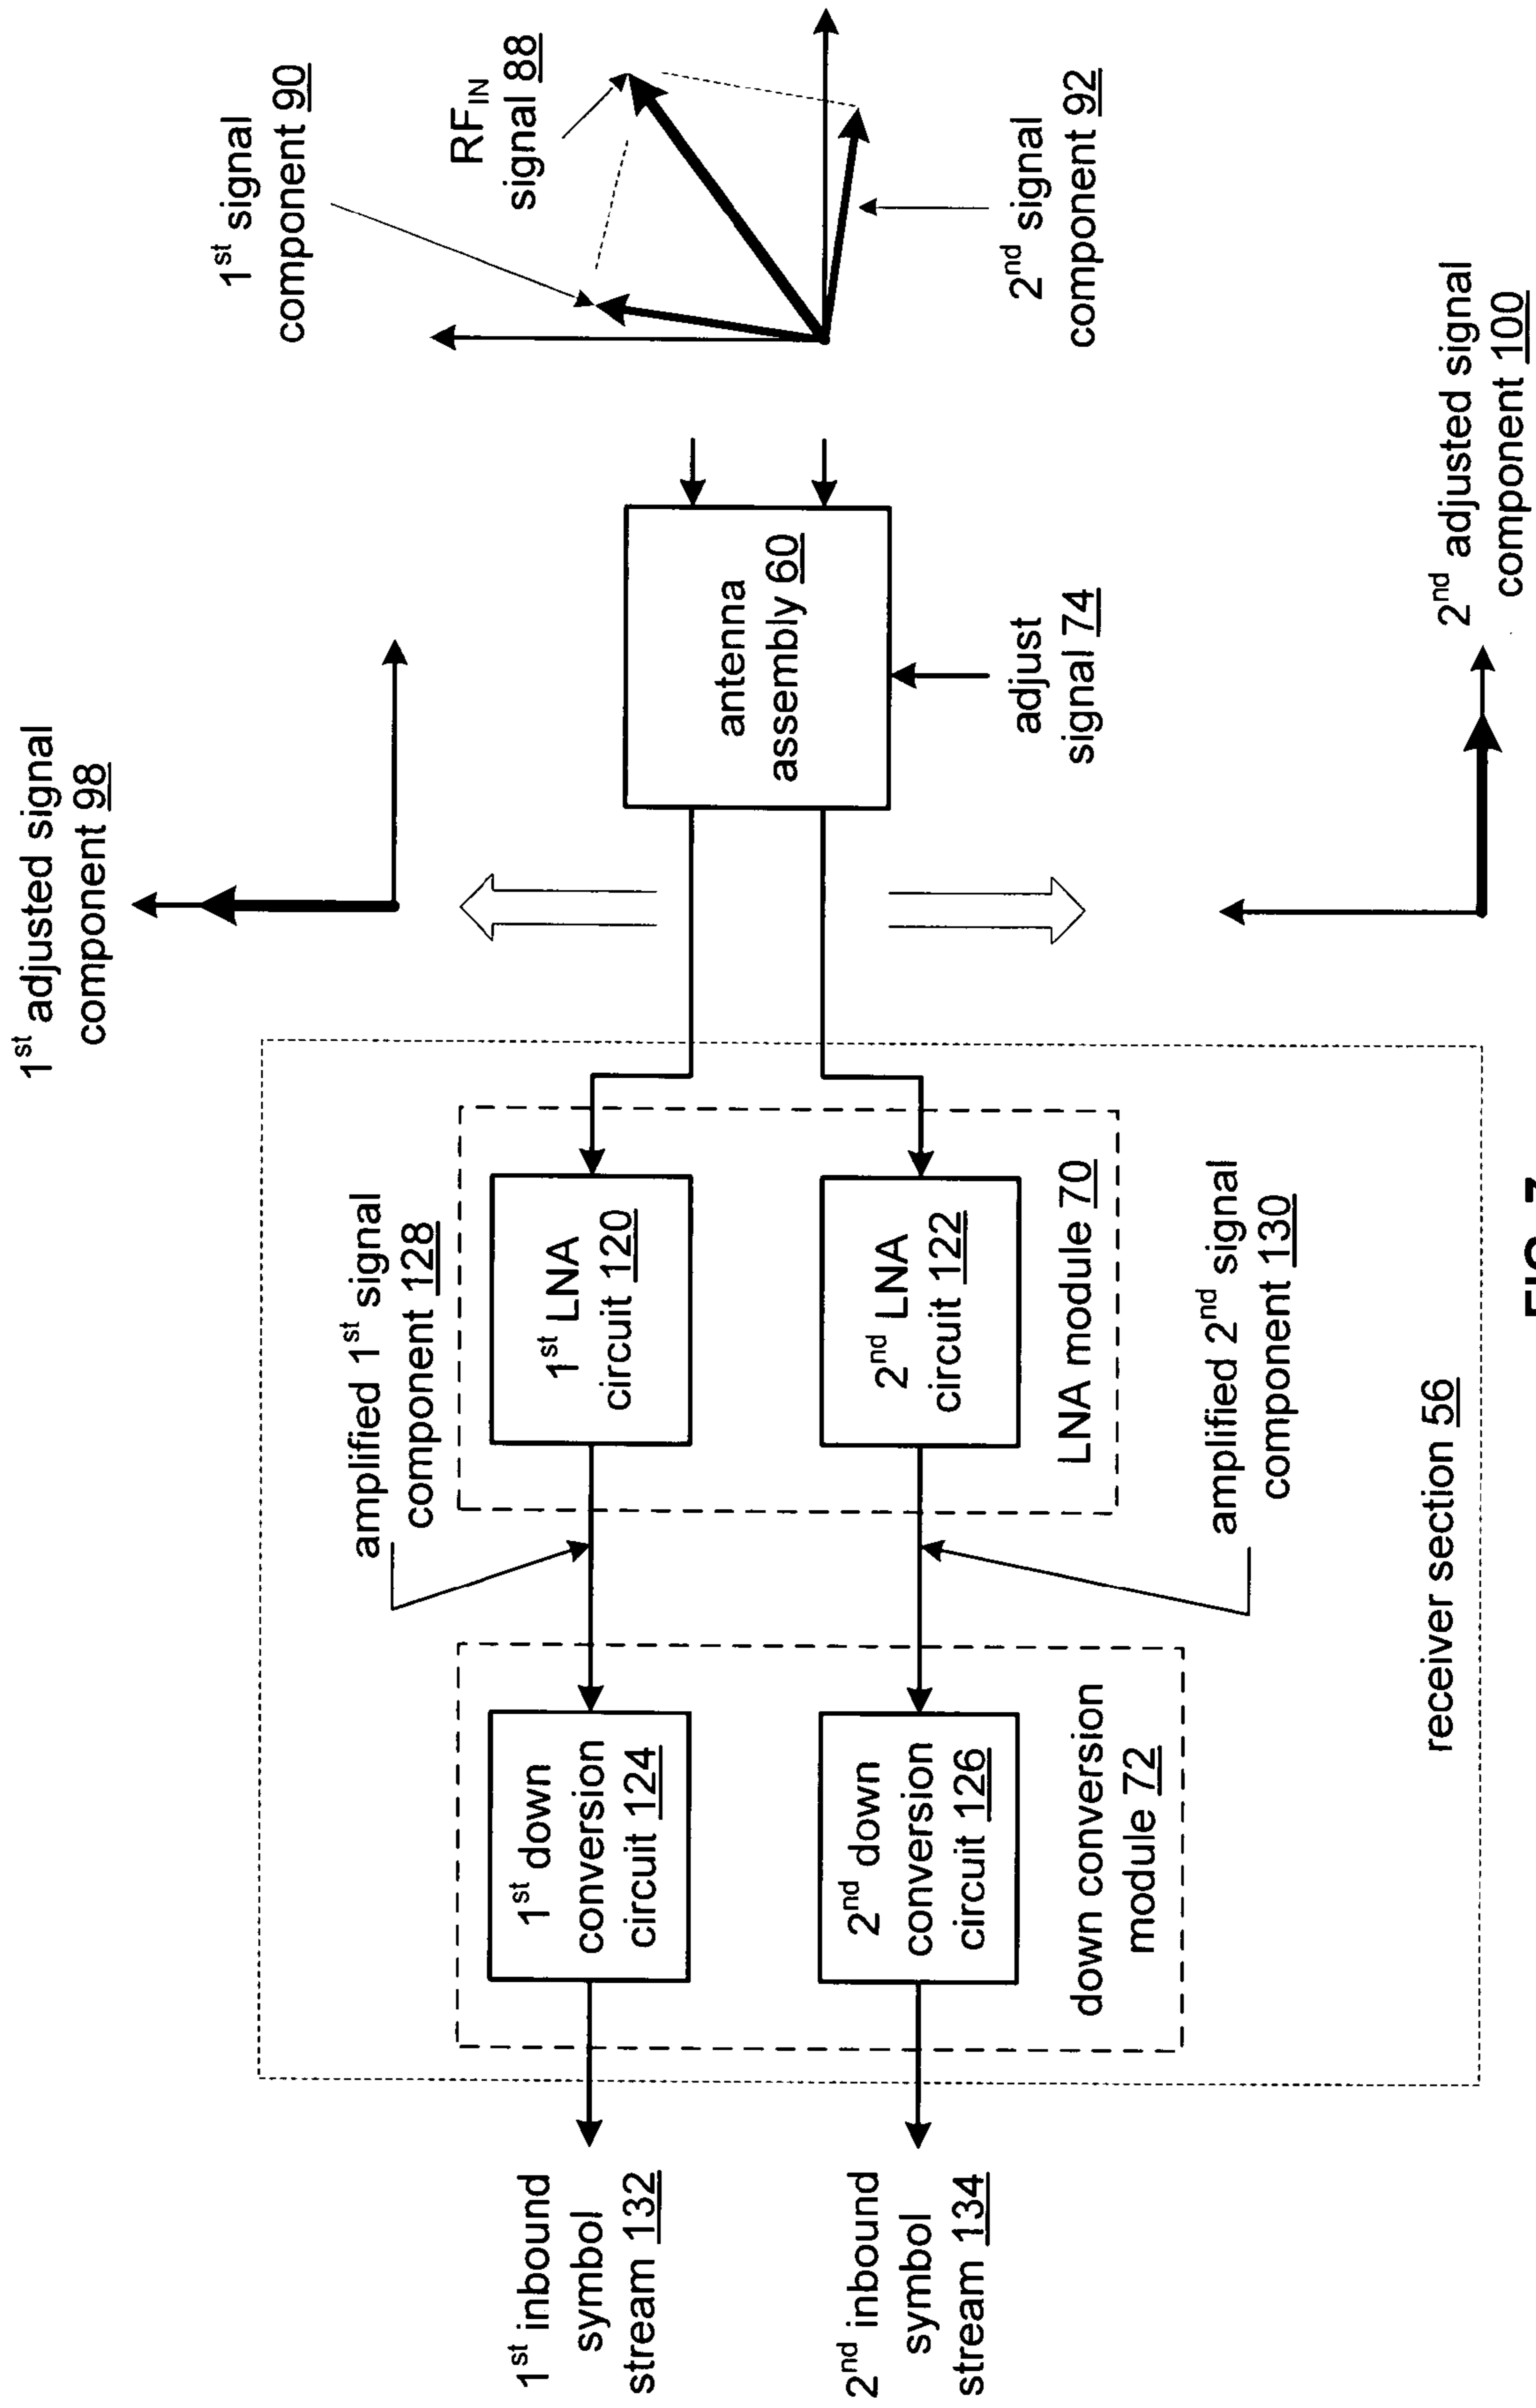 1st adjusted signal
component 98
1st signal
component 90
RFIN
signal 88
amplified 1st signal
component 128
1st inbound
symbol
stream 132
1st down
conversion
circuit 124
1st LNA
circuit 120
antenna
assembly 60
2nd inbound
symbol
stream 134
2nd down
conversion
circuit 126
2nd LNA
circuit 122
down conversion
module 72
LNA module 70
adjust
signal 74
2nd signal
component 92
amplified 2nd signal
component 130
receiver section 56
2nd adjusted signal
component 100